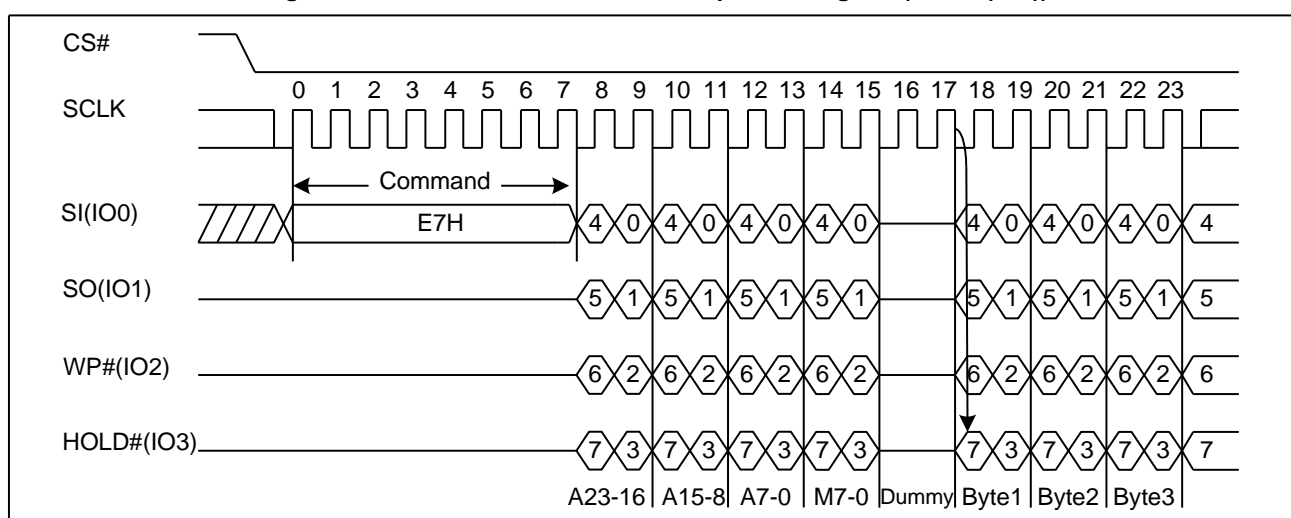 CS#
0 1 2 3 4 5 6 7 8 9 10 11 12 13 14 15 16 17 18 19 20 21 22 23
SCLK
Command
SI(IO0) E7H 4 0 4 0 4 0 4 0 4 0 4 0 4 0 4
SO(IO1) 5 1 5 1 5 1 5 1 5 1 5 1 5 1 5
WP#(IO2) 6 2 6 2 6 2 6 2 6 2 6 2 6 2 6
HOLD#(IO3) 7 3 7 3 7 3 7 3 7 3 7 3 7 3 7
A23-16 A15-8 A7-0 M7-0 Dummy Byte1 Byte2 Byte3